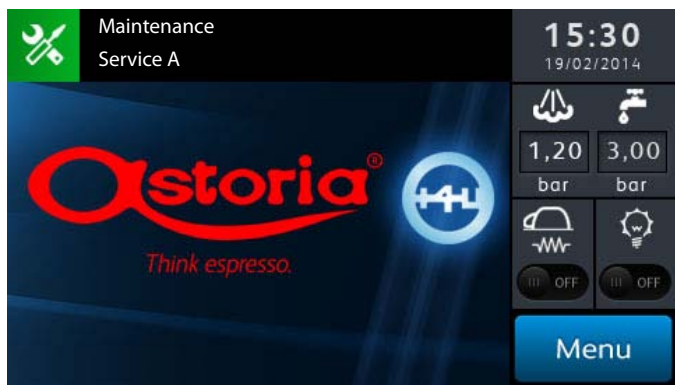 Maintenance
Service A
15:30
19/02/2014
1,20
3,00
bar
bar
astoria®
+4U
Think espresso.
OFF
OFF
Menu